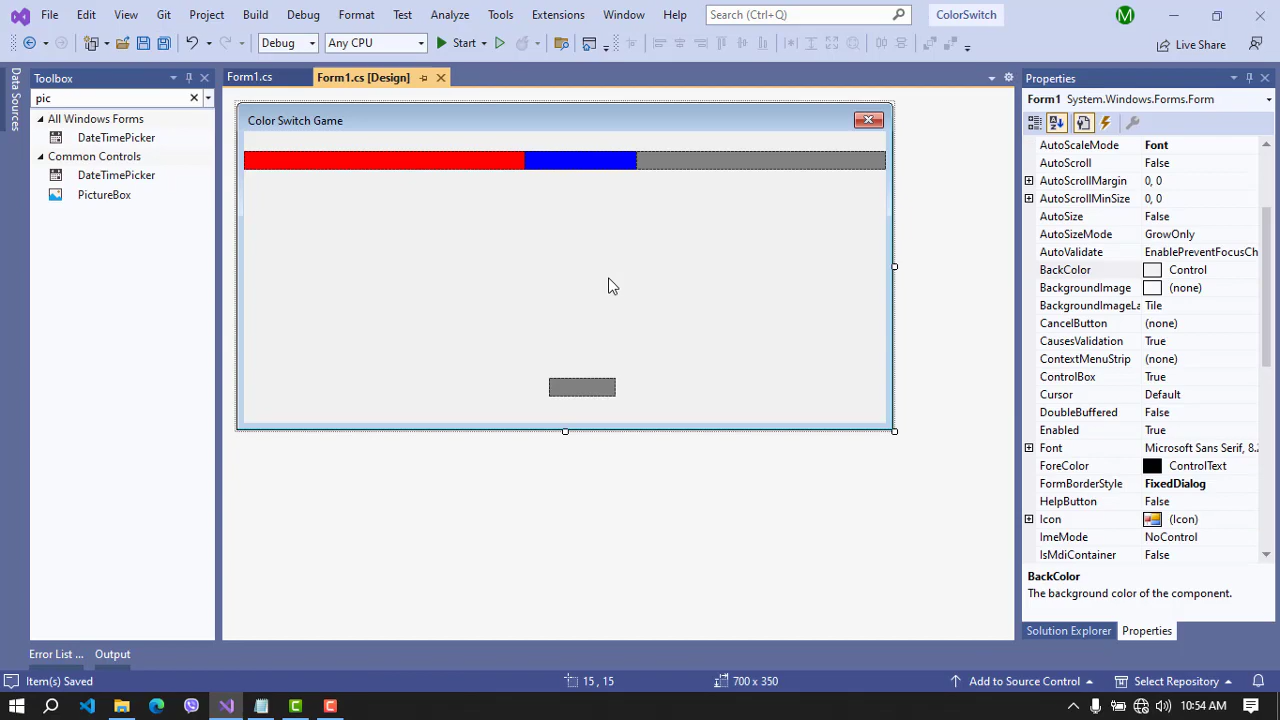 File Edit View Git Project Build Debug Format Test Analyze Tools Extensions Window Help Search (Ctrl+Q) ColorSwitch M
Debug Any CPU Start Live Share
Data Sources
Toolbox
pic
All Windows Forms
DateTimePicker
Common Controls
DateTimePicker
PictureBox
Form1.cs Form1.cs [Design]
Color Switch Game
Properties
Form1 System.Windows.Forms.Form
AutoScaleMode Font
AutoScroll False
AutoScrollMargin 0, 0
AutoScrollMinSize 0, 0
AutoSize False
AutoSizeMode GrowOnly
AutoValidate EnablePreventFocusCh
BackColor Control
BackgroundImage (none)
BackgroundImageLa Tile
CancelButton (none)
CausesValidation True
ContextMenuStrip (none)
ControlBox True
Cursor Default
DoubleBuffered False
Enabled True
Font Microsoft Sans Serif, 8.2
ForeColor ControlText
FormBorderStyle FixedDialog
HelpButton False
Icon (Icon)
ImeMode NoControl
IsMdiContainer False
BackColor
The background color of the component.
Solution Explorer Properties
Error List ... Output
Item(s) Saved 15 , 15 700 x 350 Add to Source Control Select Repository
10:54 AM